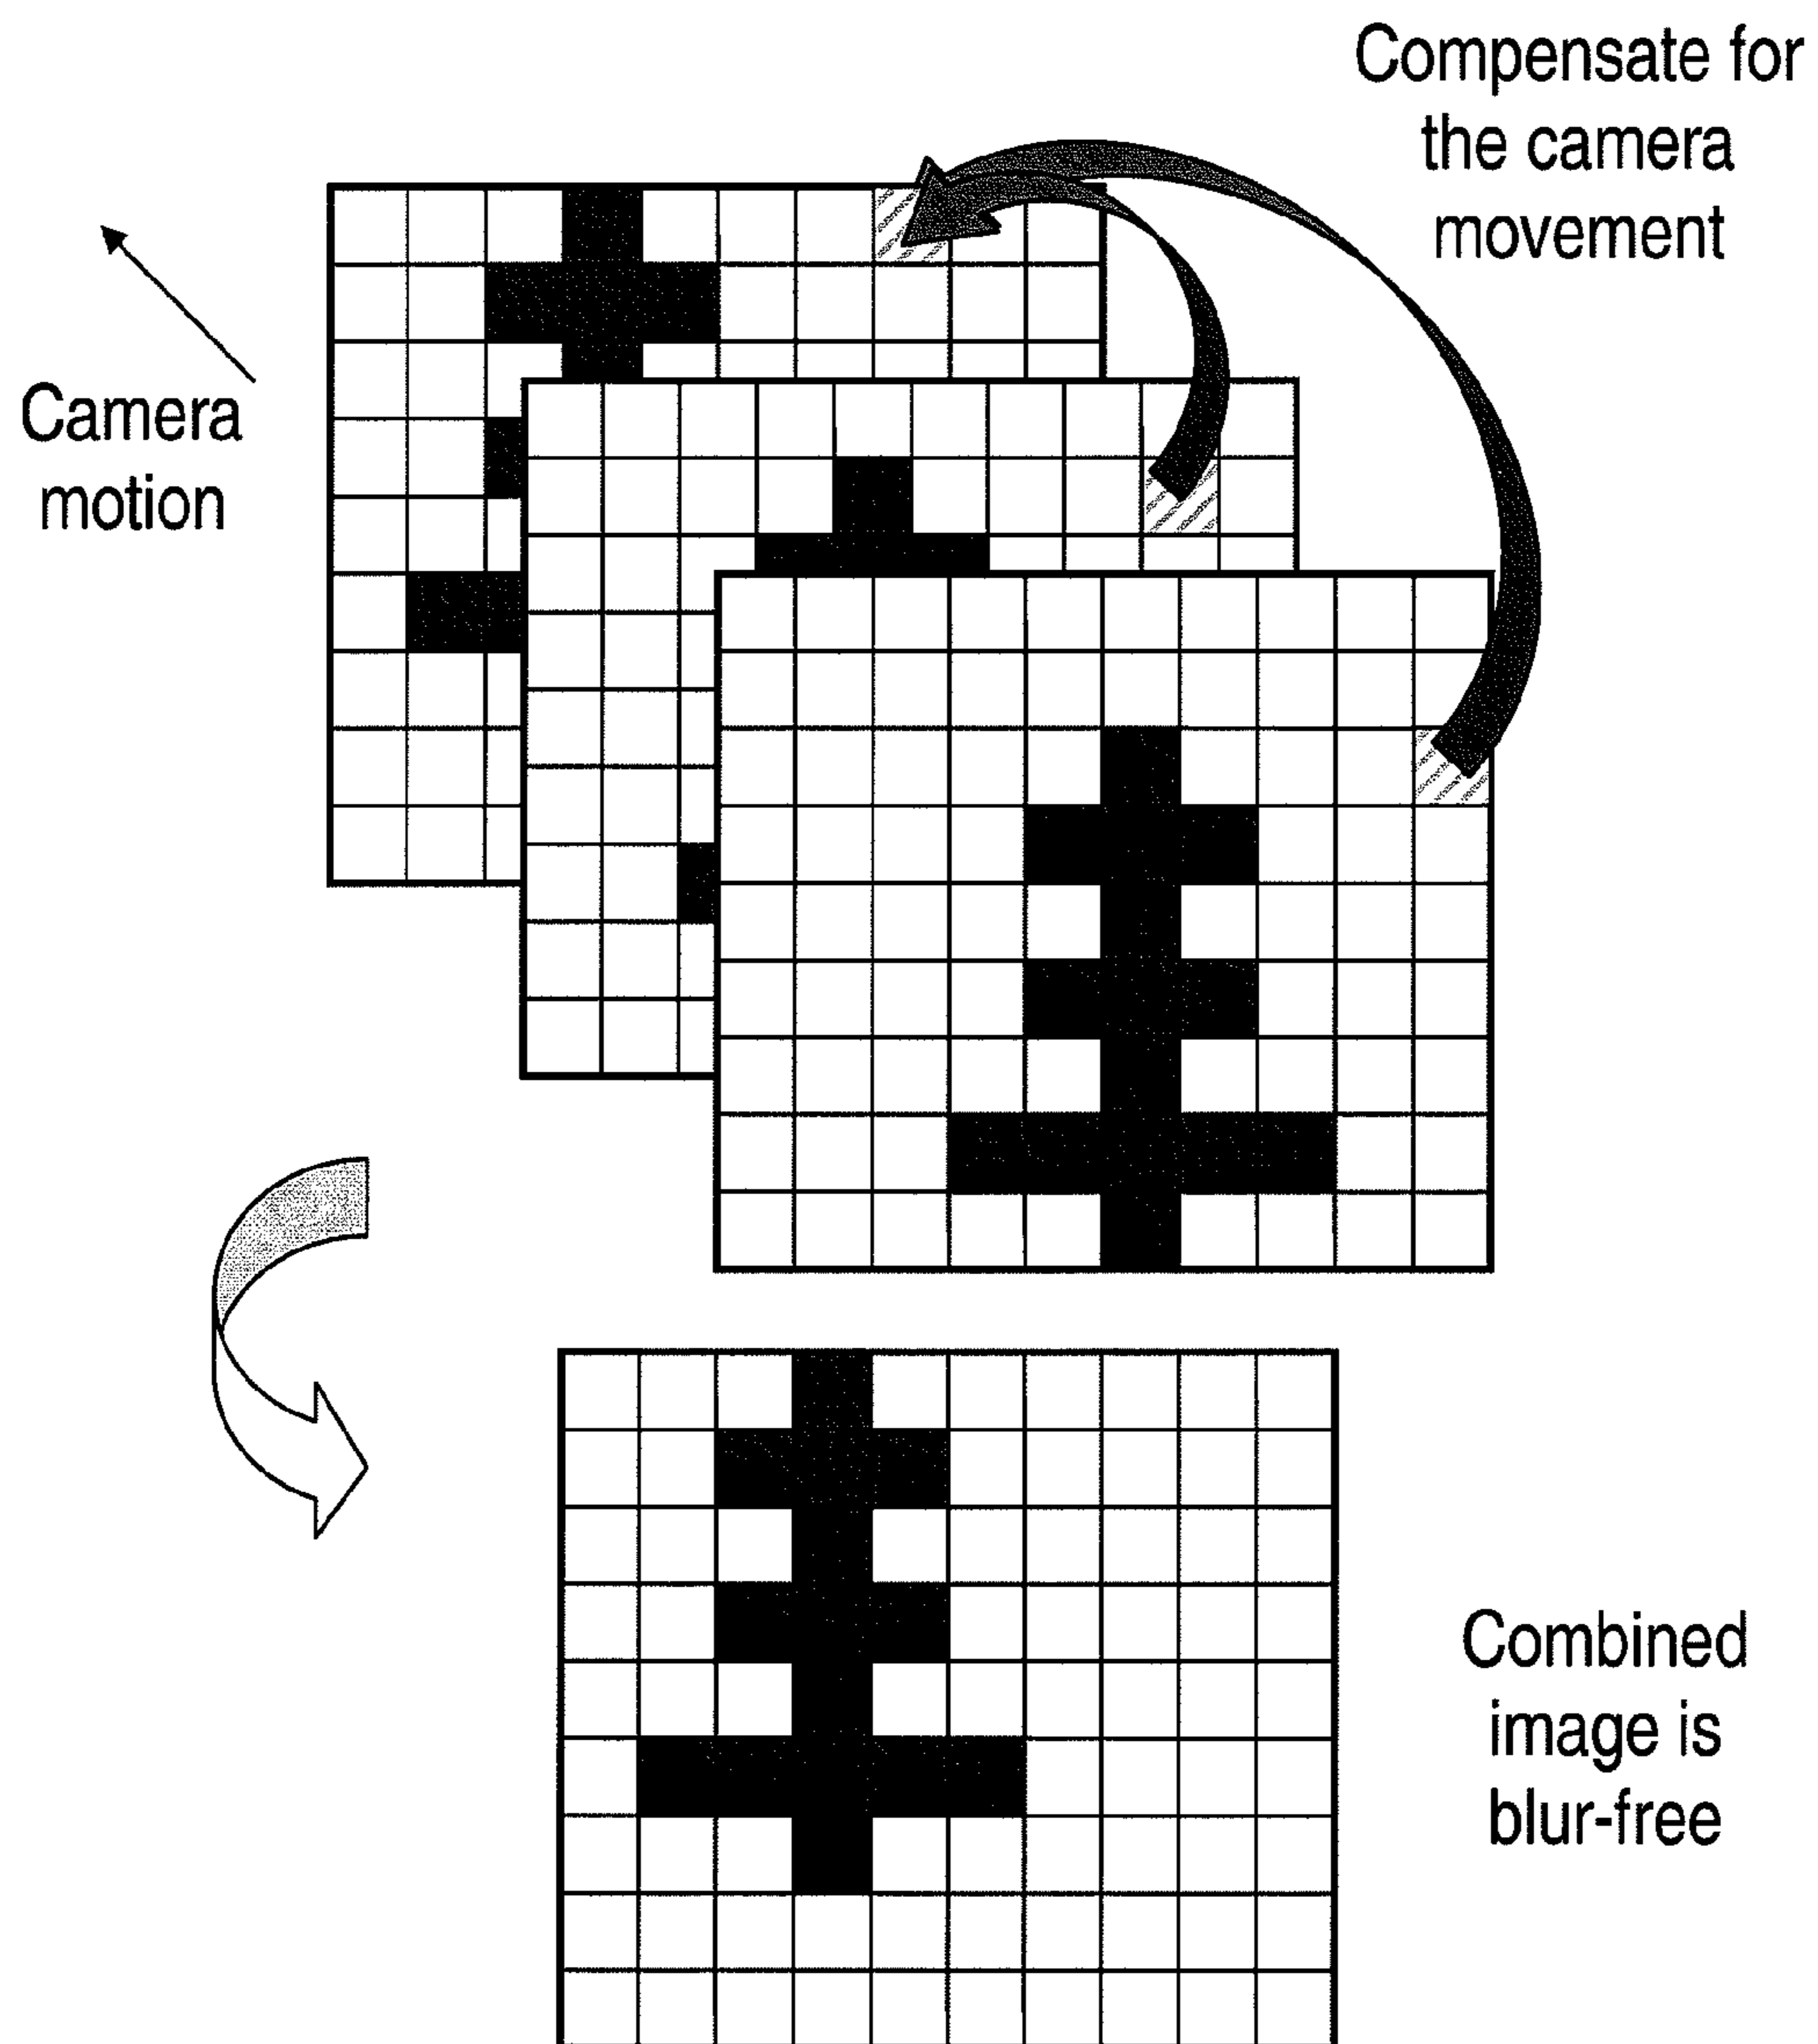 Compensate for
the camera
movement
Camera
motion
Combined
image is
blur-free